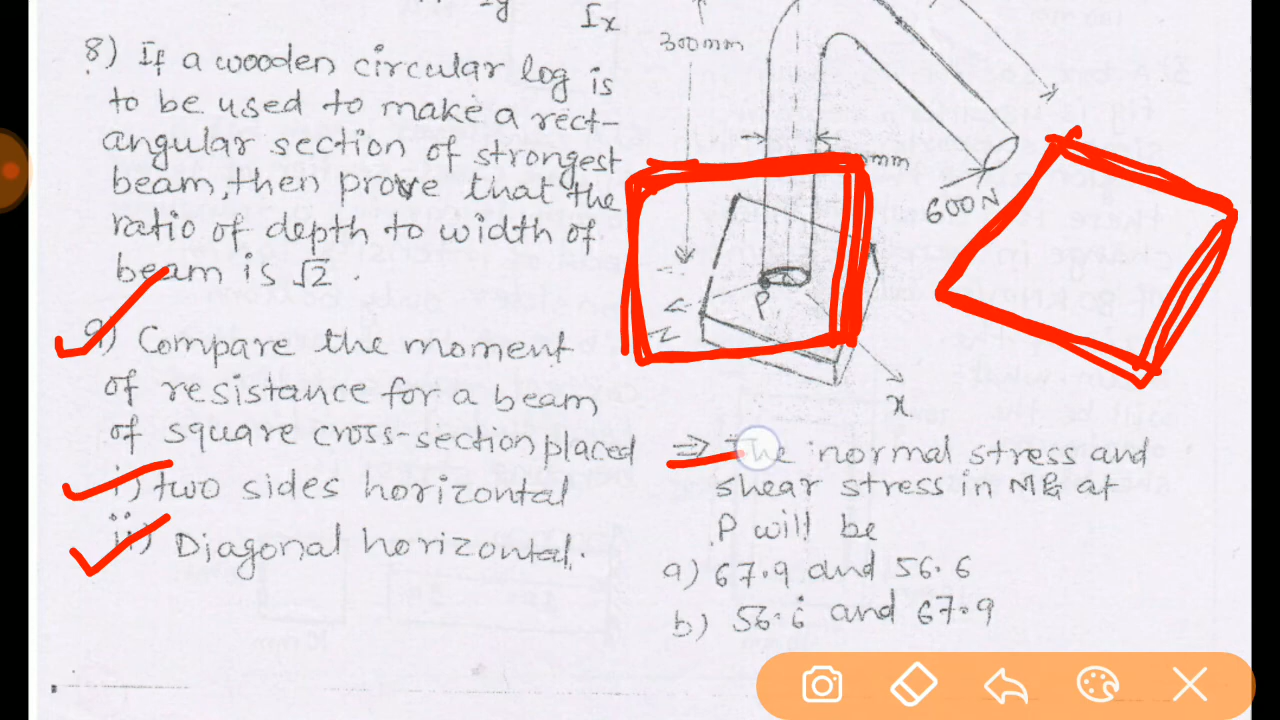 Ix
8) If a wooden circular log is
to be used to make a rect-
angular section of strongest
beam, then prove that the
ratio of depth to width of
beam is √2.
9) Compare the moment
of resistance for a beam
of square cross-section placed
i) two sides horizontal
ii) Diagonal horizontal.
300mm
mm
600N
P
Z
x
⇒ The normal stress and
shear stress in MPa at
P will be
a) 67.9 and 56.6
b) 56.6 and 67.9